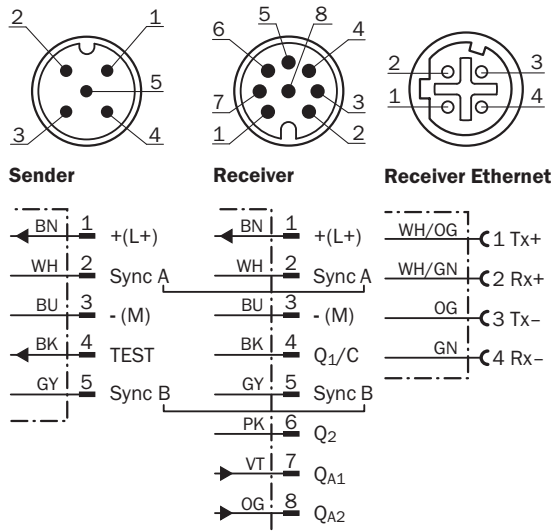 2 1
5
3 4
5 8
6 4
7 3
1 2
2 3
1 4
Sender
BN 1 +(L+)
WH 2 Sync A
BU 3 - (M)
BK 4 TEST
GY 5 Sync B
Receiver
BN 1 +(L+)
WH 2 Sync A
BU 3 - (M)
BK 4 Q1/C
GY 5 Sync B
PK 6 Q2
VT 7 QA1
OG 8 QA2
Receiver Ethernet
WH/OG 1 Tx+
WH/GN 2 Rx+
OG 3 Tx–
GN 4 Rx–